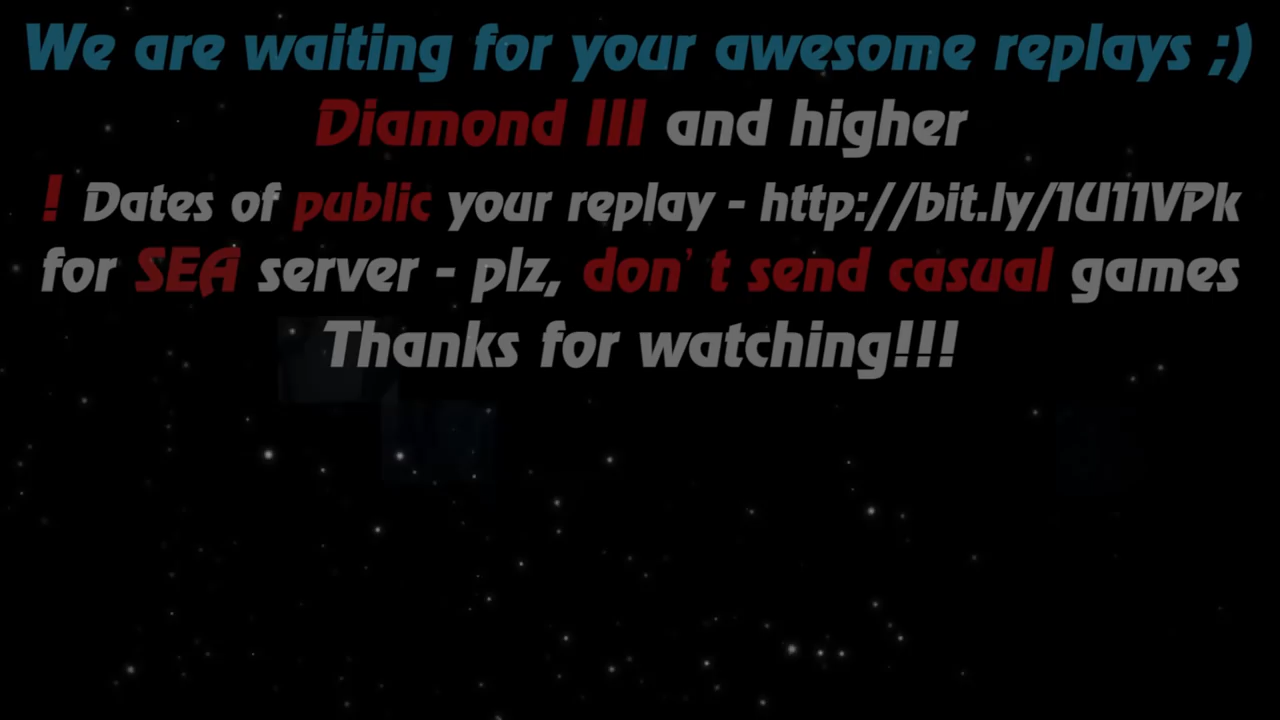 We are waiting for your awesome replays ;)
Diamond III and higher
! Dates of public your replay - http://bit.ly/1U11VPk
for SEA server - plz, don't send casual games
Thanks for watching!!!